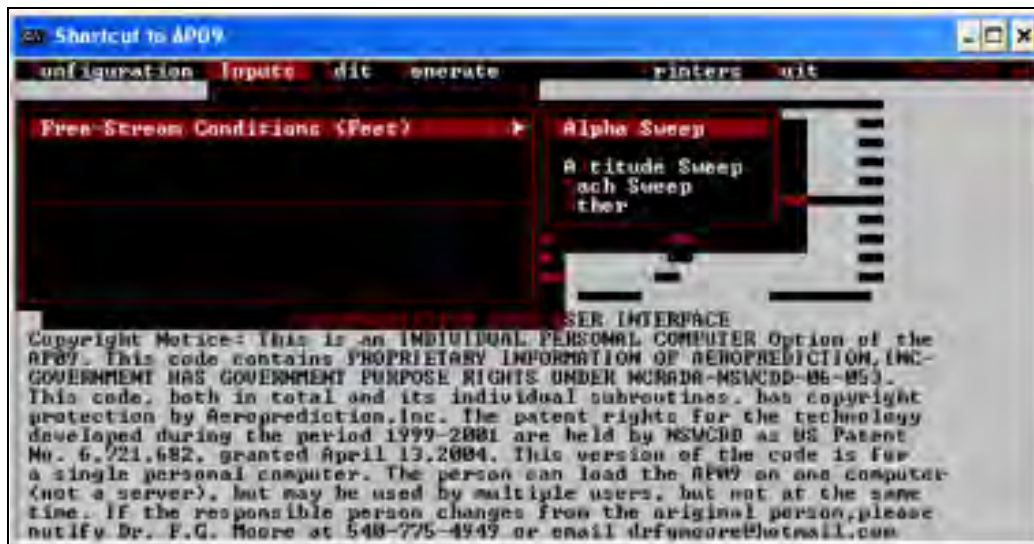 Shortcut to AP09
onfiguration Inputs dit enerate rinters uit
Free-Stream Conditions (Feet)
Alpha Sweep
A titude Sweep
ach Sweep
ther
SER INTERFACE
Copyright Notice: This is an INDIVIDUAL PERSONAL COMPUTER Option of the
AP09. This code contains PROPRIETARY INFORMATION OF AEROPREDICTION,INC-
GOVERNMENT HAS GOVERNMENT PURPOSE RIGHTS UNDER NCRADA-NSWCDD-06-053.
This code, both in total and its individual subroutines, has copyright
protection by Aeroprediction,Inc. The patent rights for the technology
developed during the period 1999-2001 are held by NSWCDD as US Patent
No. 6,721,682, granted April 13,2004. This version of the code is for
a single personal computer. The person can load the AP09 on one computer
(not a server), but may be used by multiple users, but not at the same
time. If the responsible person changes from the original person,please
notify Dr. F.G. Moore at 540-775-4949 or email drfgmoore@hotmail.com